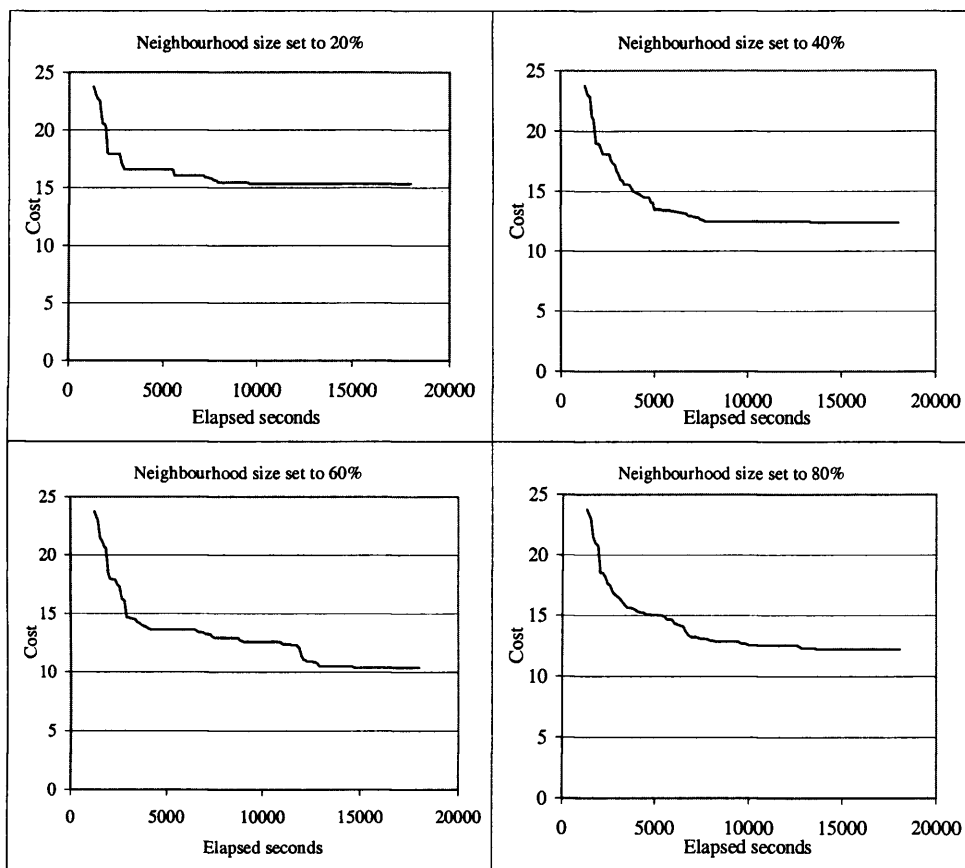 Neighbourhood size set to 20%
25
20
15
10
5
0
Cost
0 5000 10000 15000 20000
Elapsed seconds
Neighbourhood size set to 40%
25
20
15
10
5
0
Cost
0 5000 10000 15000 20000
Elapsed seconds
Neighbourhood size set to 60%
25
20
15
10
5
0
Cost
0 5000 10000 15000 20000
Elapsed seconds
Neighbourhood size set to 80%
25
20
15
10
5
0
Cost
0 5000 10000 15000 20000
Elapsed seconds